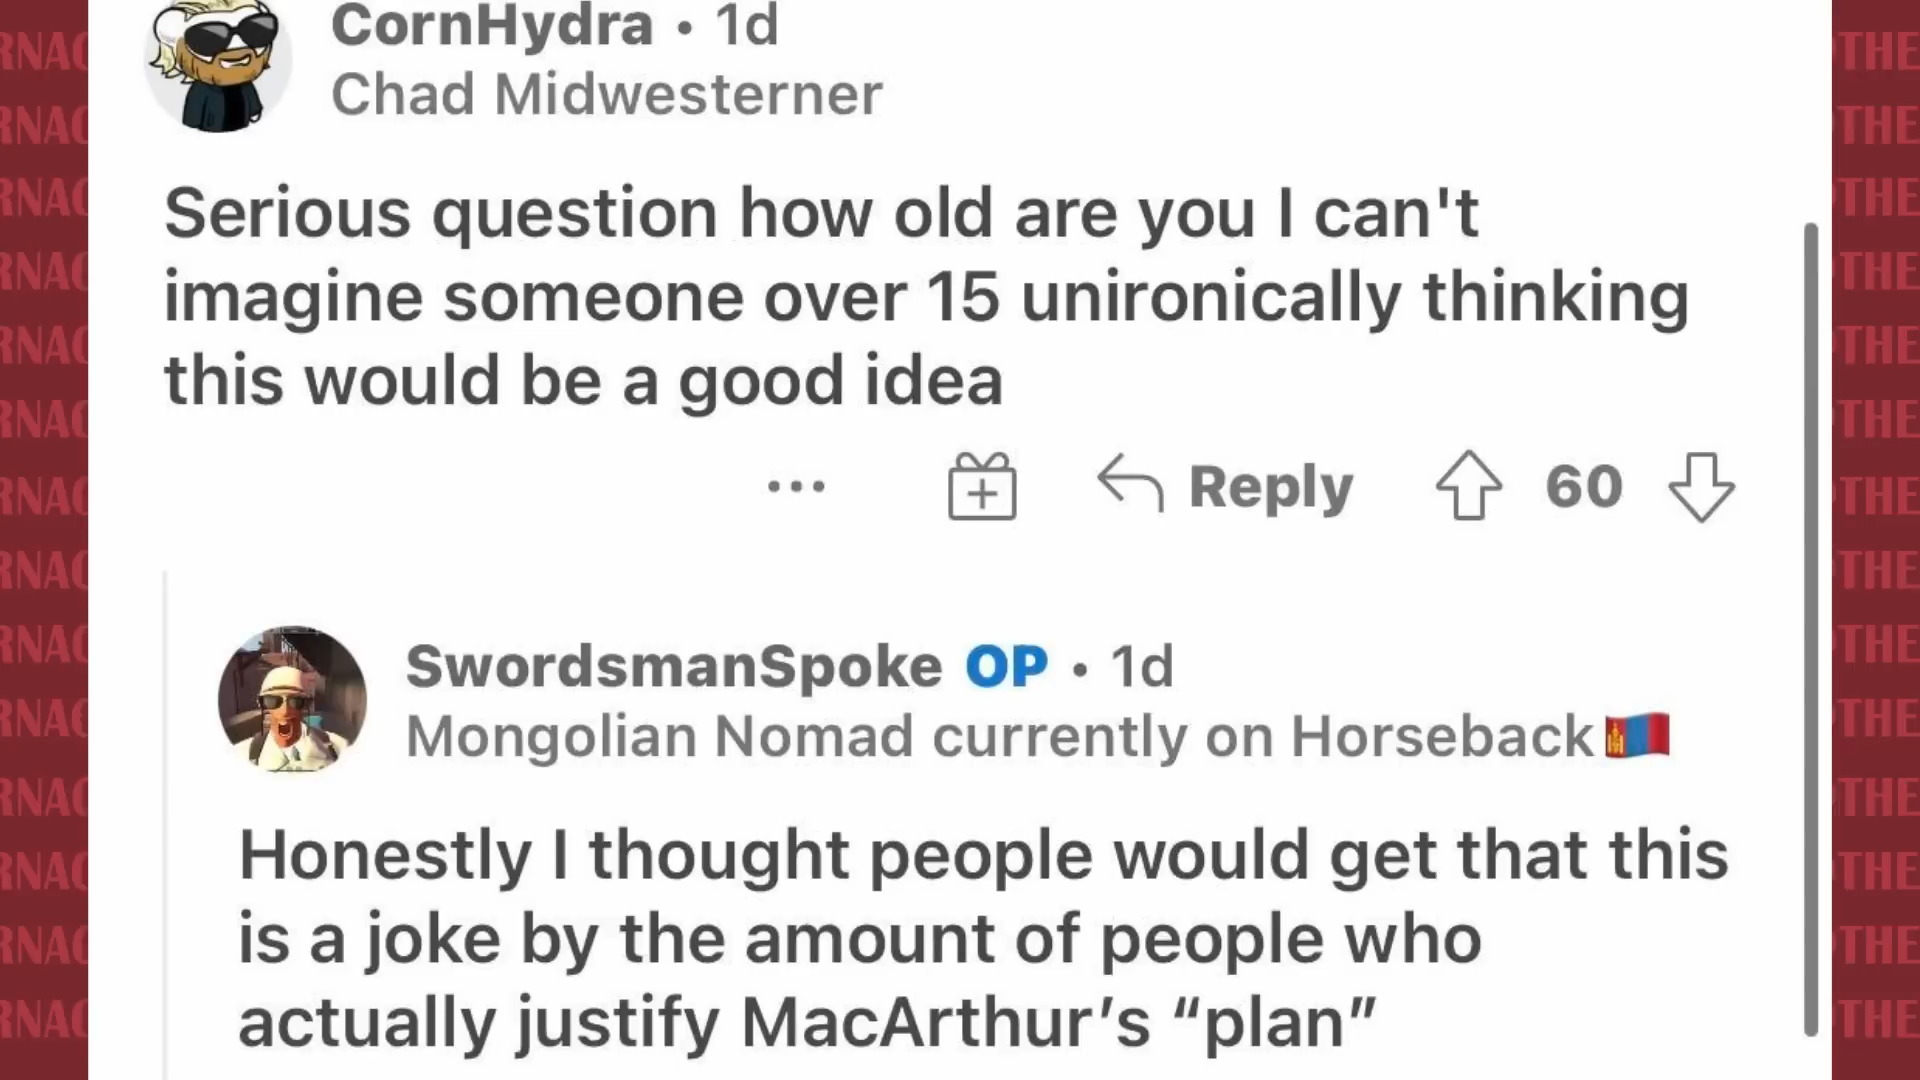 CornHydra • 1d
Chad Midwesterner
Serious question how old are you I can't
imagine someone over 15 unironically thinking
this would be a good idea
Reply 60
SwordsmanSpoke OP • 1d
Mongolian Nomad currently on Horseback🇲🇳
Honestly I thought people would get that this
is a joke by the amount of people who
actually justify MacArthur’s “plan”